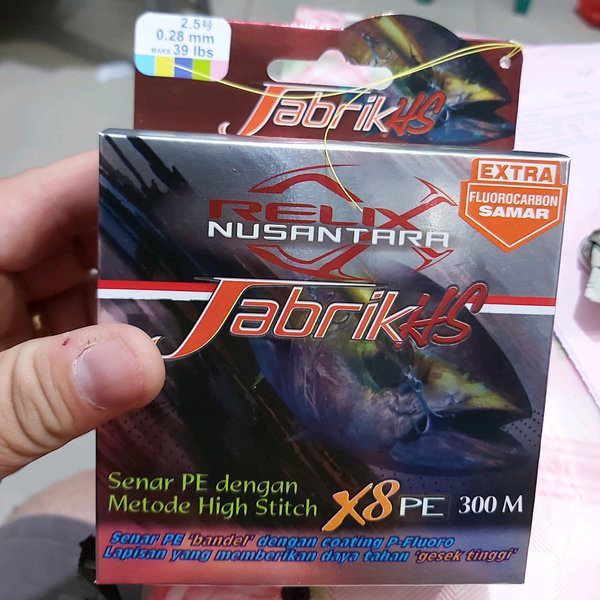 2.5号
0.28 mm
MAKS 39 lbs
JabrikHS
EXTRA
FLUOROCARBON
SAMAR
RELIX
NUSANTARA
JabrikHS
Senar PE dengan
Metode High Stitch
X8 PE 300 M
Senar PE 'bandel' dengan coating P-Fluoro
Lapisan yang memberikan daya tahan 'gesek tinggi'